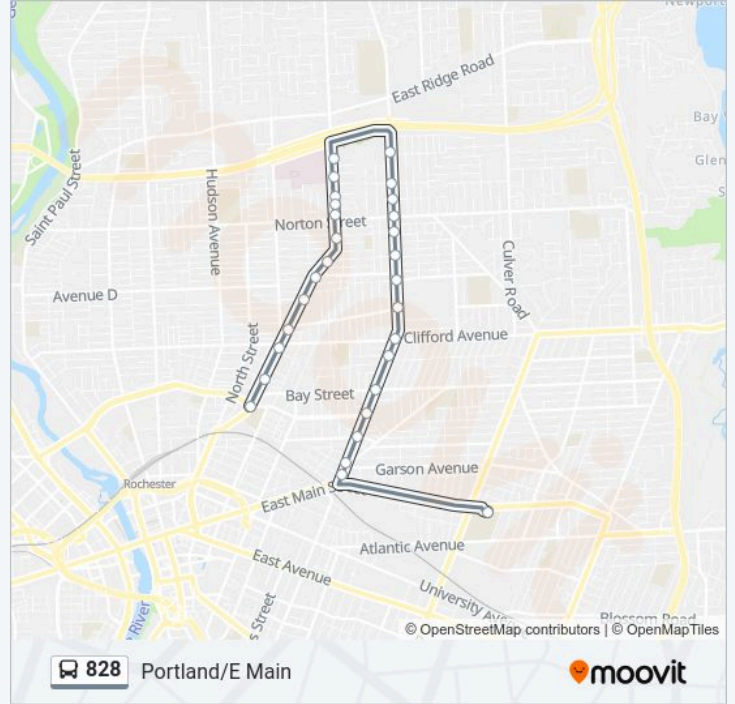 East Ridge Road
Saint Paul Street
Hudson Avenue
Norton Street
Culver Road
Avenue D
North Street
Clifford Avenue
Bay Street
Garson Avenue
Rochester
East Main S
Atlantic Avenue
East Avenue
University Ave
s Street
River
Blossom Road
Bay
Glen
© OpenStreetMap contributors | © OpenMapTiles
828 Portland/E Main
moovit